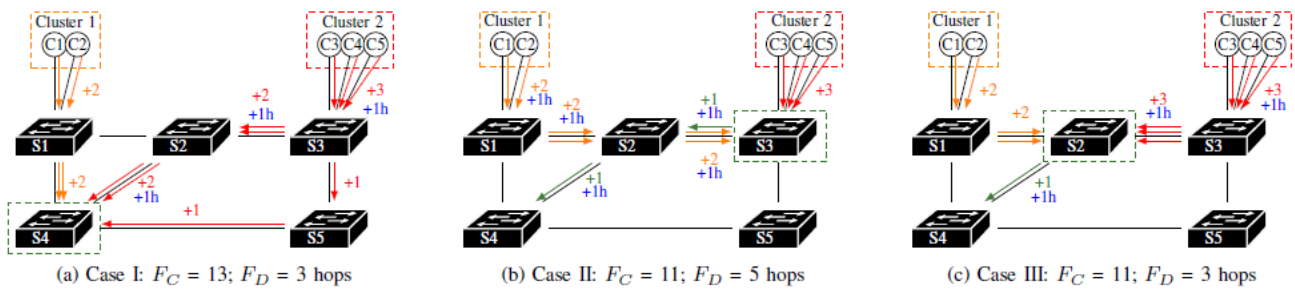 Cluster 1
C1 C2
+2
Cluster 2
C3 C4 C5
+3
+1h
+2
+1h
S1
S2
S3
+2
+2
+1h
+1
+1
S4
S5
(a) Case I: F_C = 13; F_D = 3 hops
Cluster 1
C1 C2
+2
+1h
Cluster 2
C3 C4 C5
+3
+2
+1h
+1
+1h
S1
S2
S3
+2
+1h
+1
+1h
S4
S5
(b) Case II: F_C = 11; F_D = 5 hops
Cluster 1
C1 C2
+2
Cluster 2
C3 C4 C5
+3
+1h
+2
+3
+1h
S1
S2
S3
+1
+1h
S4
S5
(c) Case III: F_C = 11; F_D = 3 hops